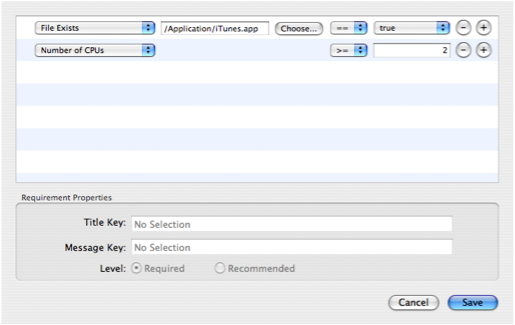 File Exists /Application/iTunes.app Choose... == true − +
Number of CPUs >= 2 − +
Requirement Properties
Title Key: No Selection
Message Key: No Selection
Level: Required Recommended
Cancel Save